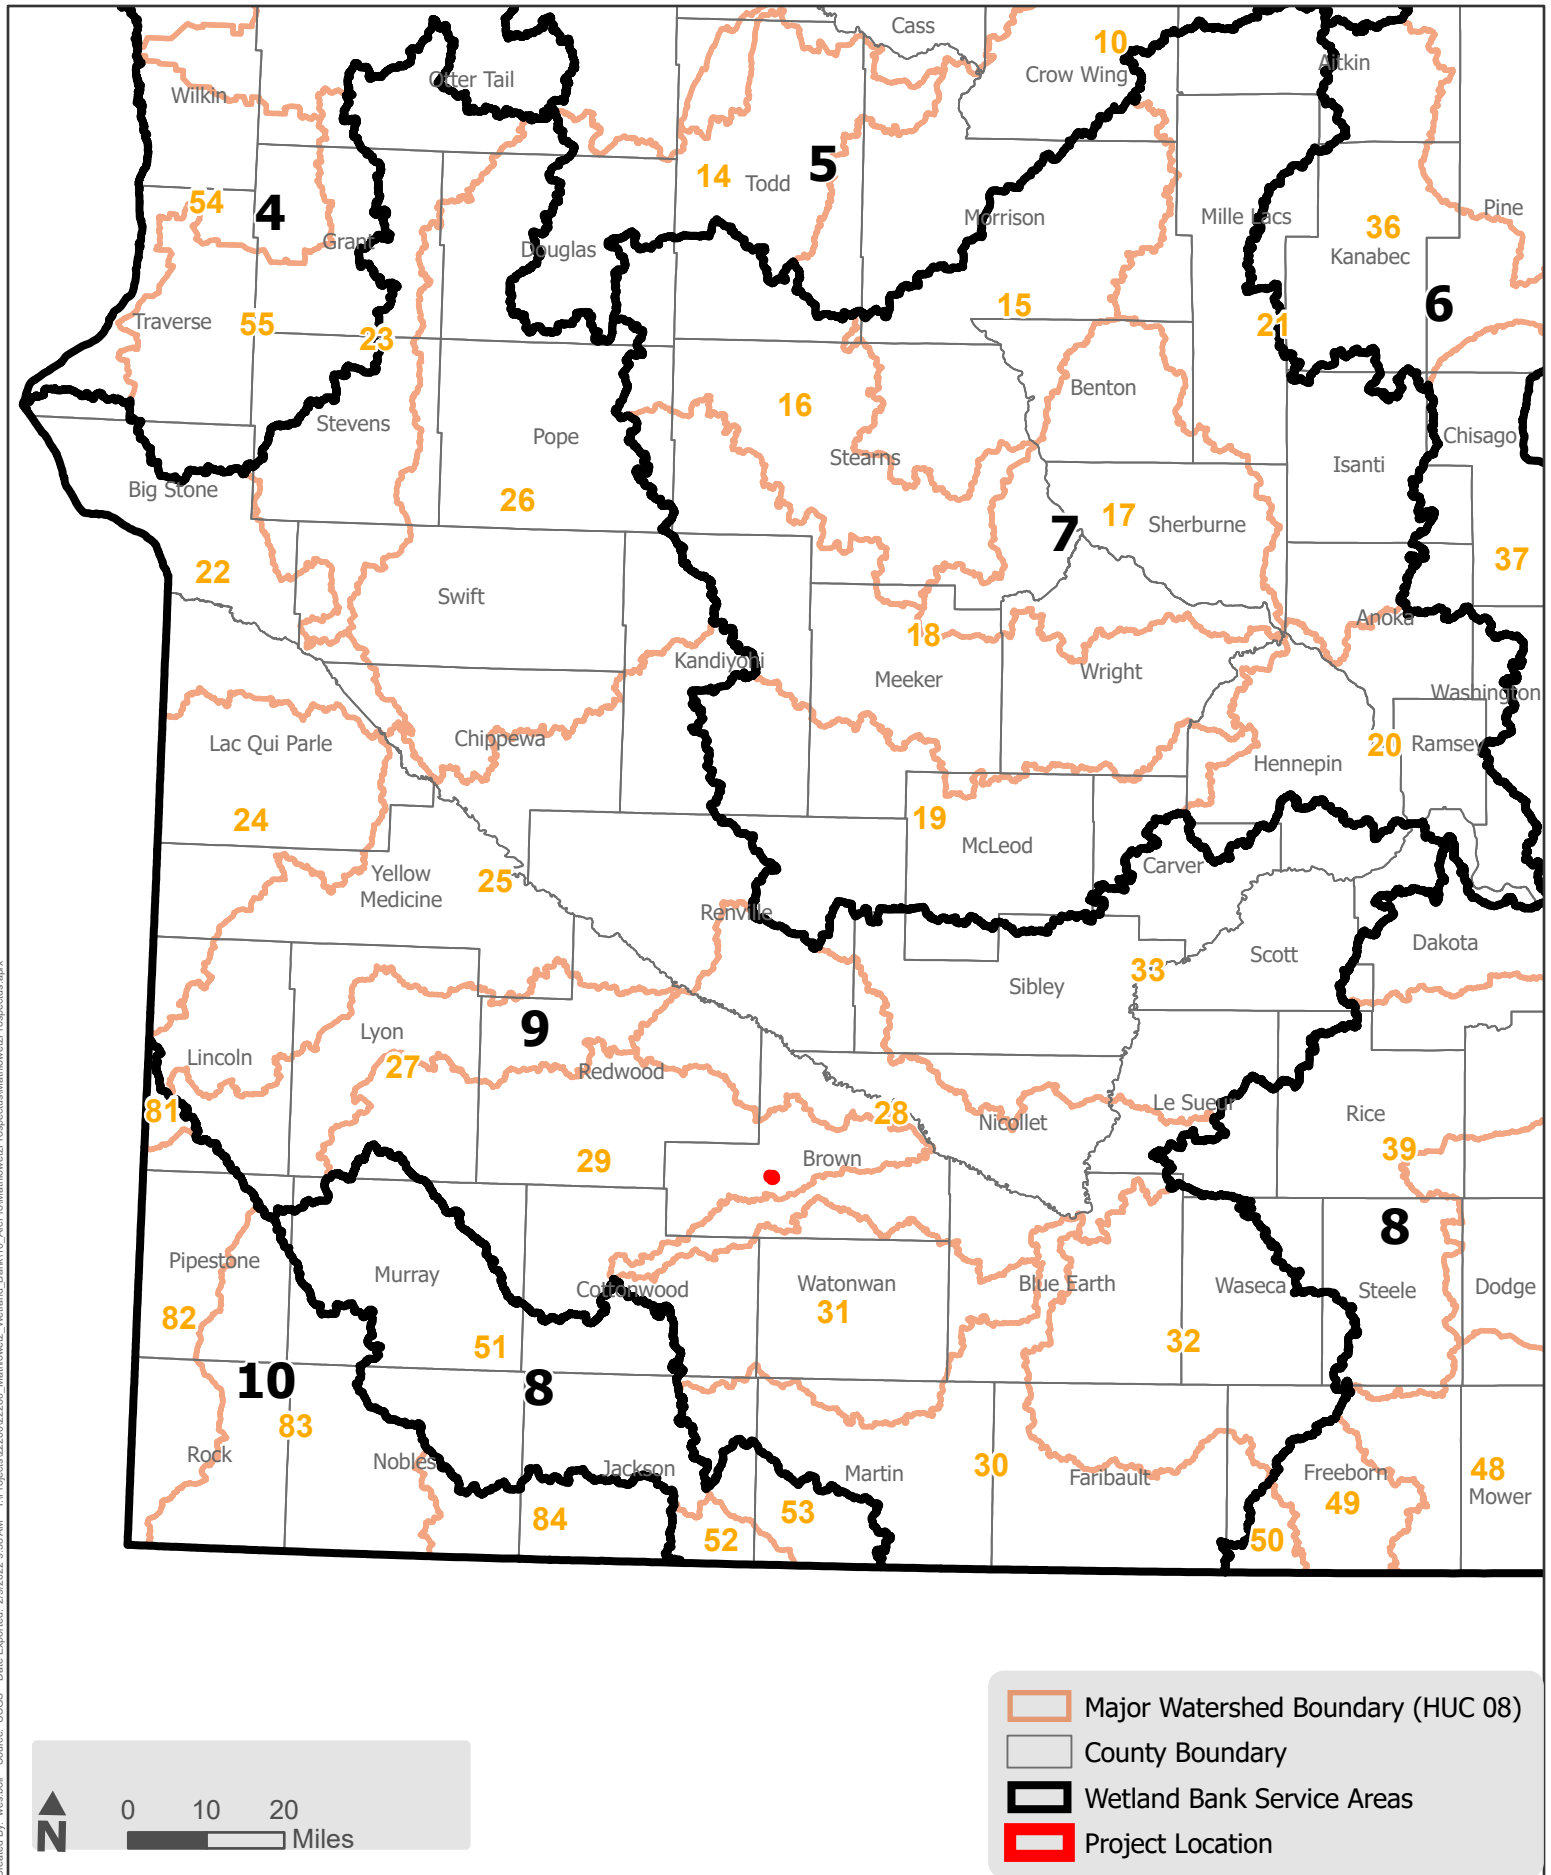 Cass
10
Crow Wing
Aitkin
Otter Tail
Wilkin
5
14
Todd
54
4
Grant
Douglas
Morrison
Mille Lacs
36
Kanabec
Pine
Traverse
55
23
15
21
6
Benton
16
Stevens
Pope
Stearns
Isanti
Chisago
Big Stone
26
17
Sherburne
7
22
37
Swift
18
Anoka
Kandiyohi
Meeker
Wright
Washington
Lac Qui Parle
Chippewa
20
Ramsey
Hennepin
24
19
McLeod
Carver
Yellow
Medicine
25
Renville
Dakota
Scott
33
Sibley
9
Lyon
Lincoln
27
Redwood
81
28
Nicollet
Le Sueur
Rice
39
29
Brown
8
Pipestone
Murray
Cottonwood
Watonwan
Blue Earth
Waseca
Steele
Dodge
82
31
51
32
10
8
83
Rock
Nobles
Jackson
Martin
30
Faribault
Freeborn
48
Mower
49
84
53
52
50
Major Watershed Boundary (HUC 08)
County Boundary
Wetland Bank Service Areas
Project Location
0 10 20
N
Miles